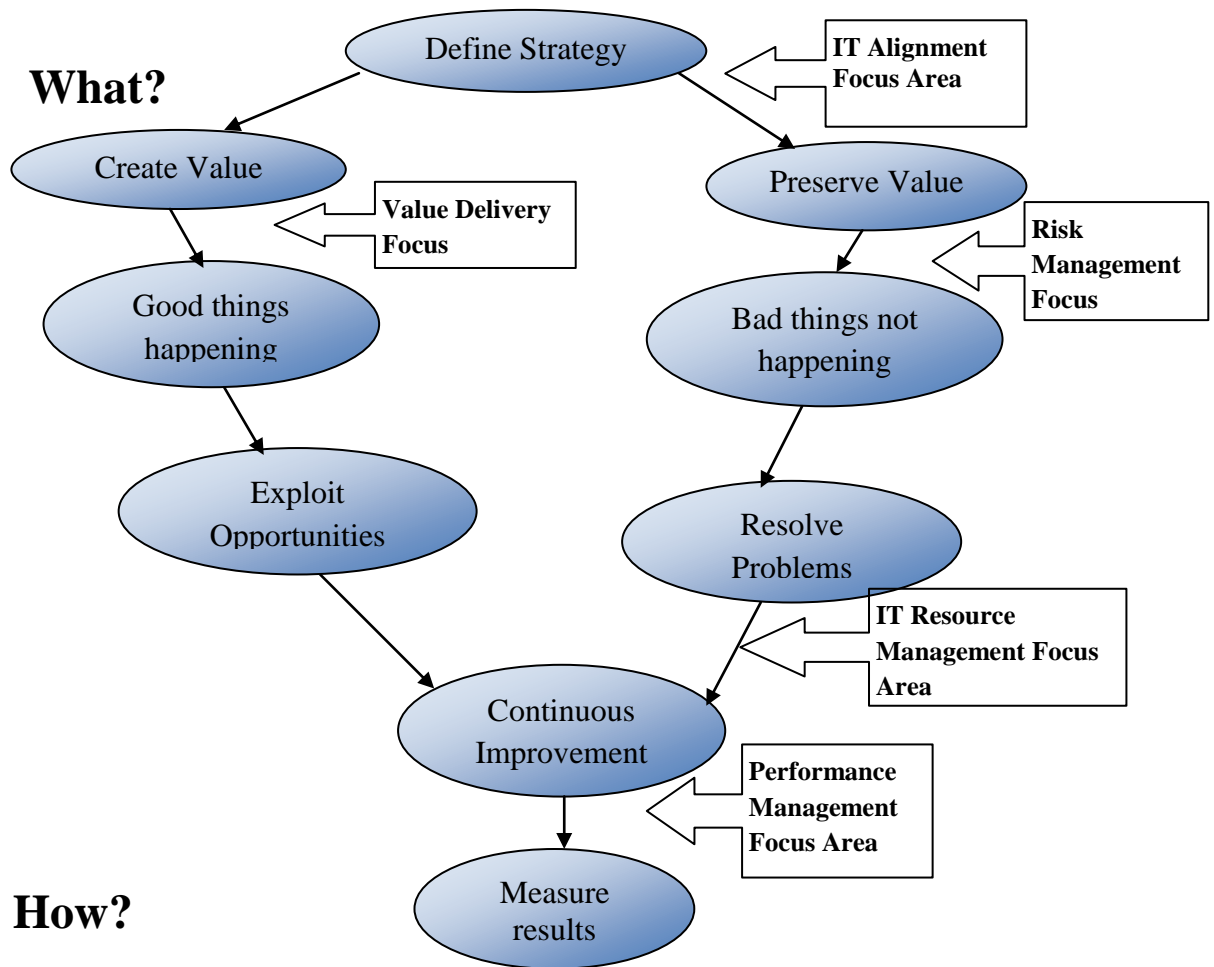 Define Strategy
IT Alignment
Focus Area
What?
Create Value
Preserve Value
Value Delivery
Focus
Risk
Management
Focus
Good things
happening
Bad things not
happening
Exploit
Opportunities
Resolve
Problems
IT Resource
Management Focus
Area
Continuous
Improvement
Performance
Management
Focus Area
Measure
results
How?